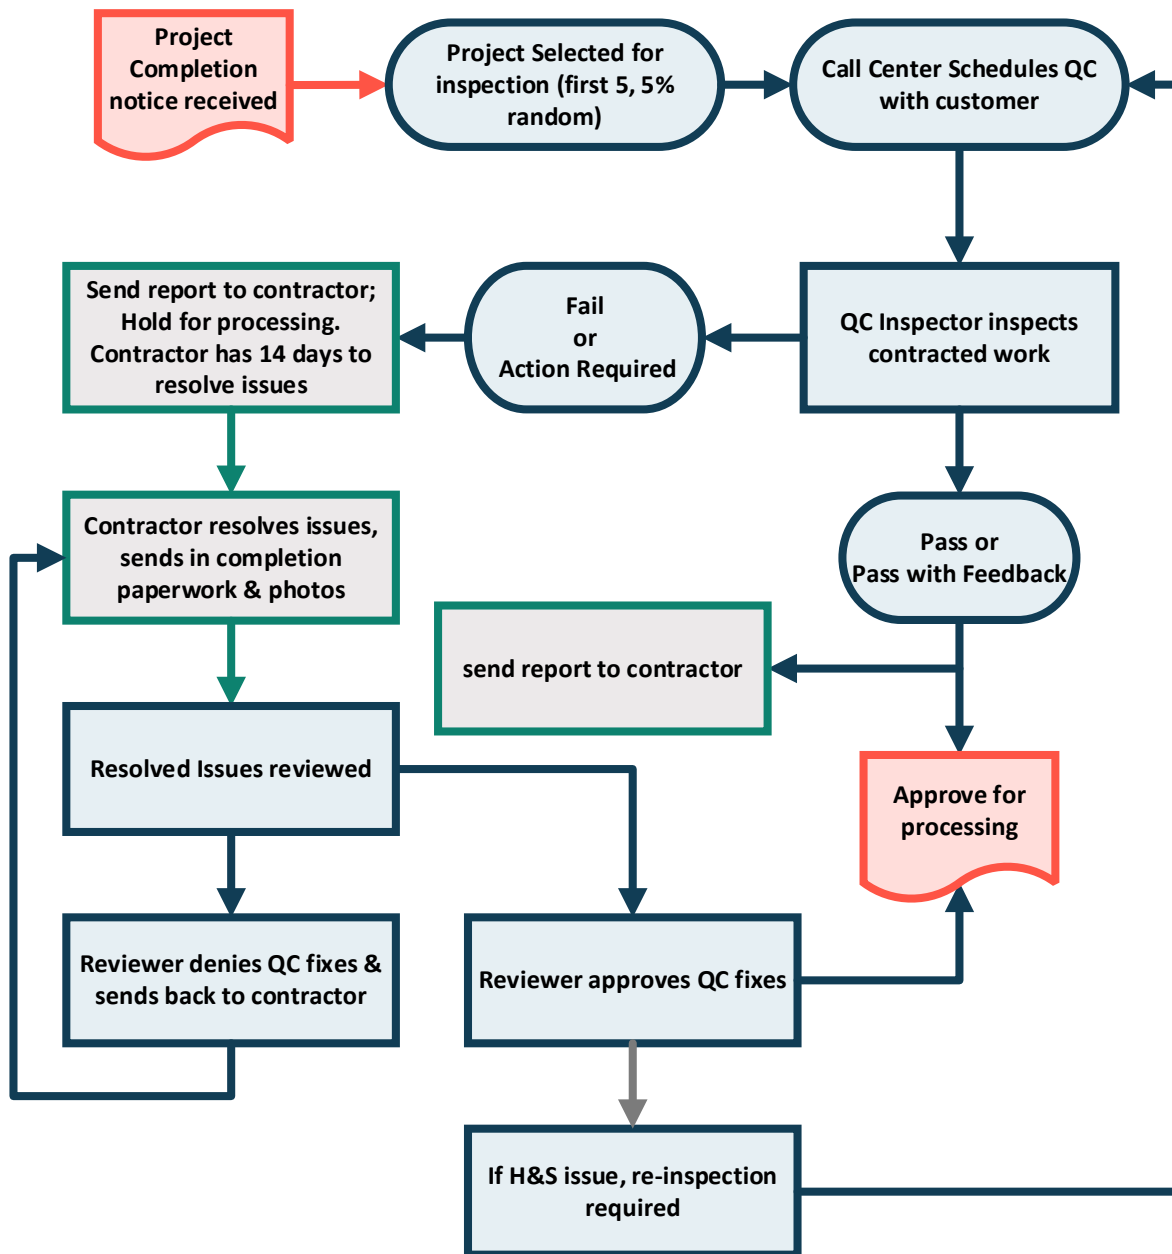 Project
Completion
notice received
Project Selected for
inspection (first 5, 5%
random)
Call Center Schedules QC
with customer
Send report to contractor;
Hold for processing.
Contractor has 14 days to
resolve issues
Fail
or
Action Required
QC Inspector inspects
contracted work
Contractor resolves issues,
sends in completion
paperwork & photos
Pass or
Pass with Feedback
send report to contractor
Resolved Issues reviewed
Approve for
processing
Reviewer denies QC fixes &
sends back to contractor
Reviewer approves QC fixes
If H&S issue, re-inspection
required